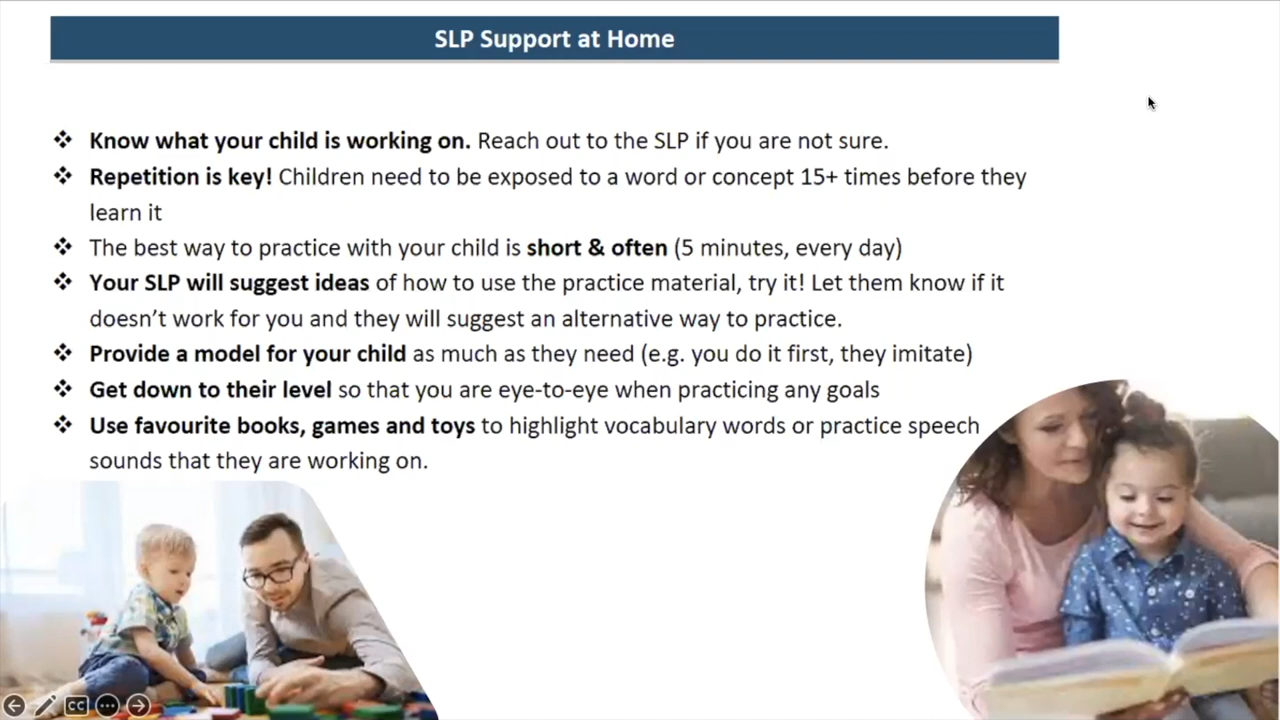 SLP Support at Home
❖ Know what your child is working on. Reach out to the SLP if you are not sure.
❖ Repetition is key! Children need to be exposed to a word or concept 15+ times before they
learn it
❖ The best way to practice with your child is short & often (5 minutes, every day)
❖ Your SLP will suggest ideas of how to use the practice material, try it! Let them know if it
doesn’t work for you and they will suggest an alternative way to practice.
❖ Provide a model for your child as much as they need (e.g. you do it first, they imitate)
❖ Get down to their level so that you are eye-to-eye when practicing any goals
❖ Use favourite books, games and toys to highlight vocabulary words or practice speech
sounds that they are working on.
CC